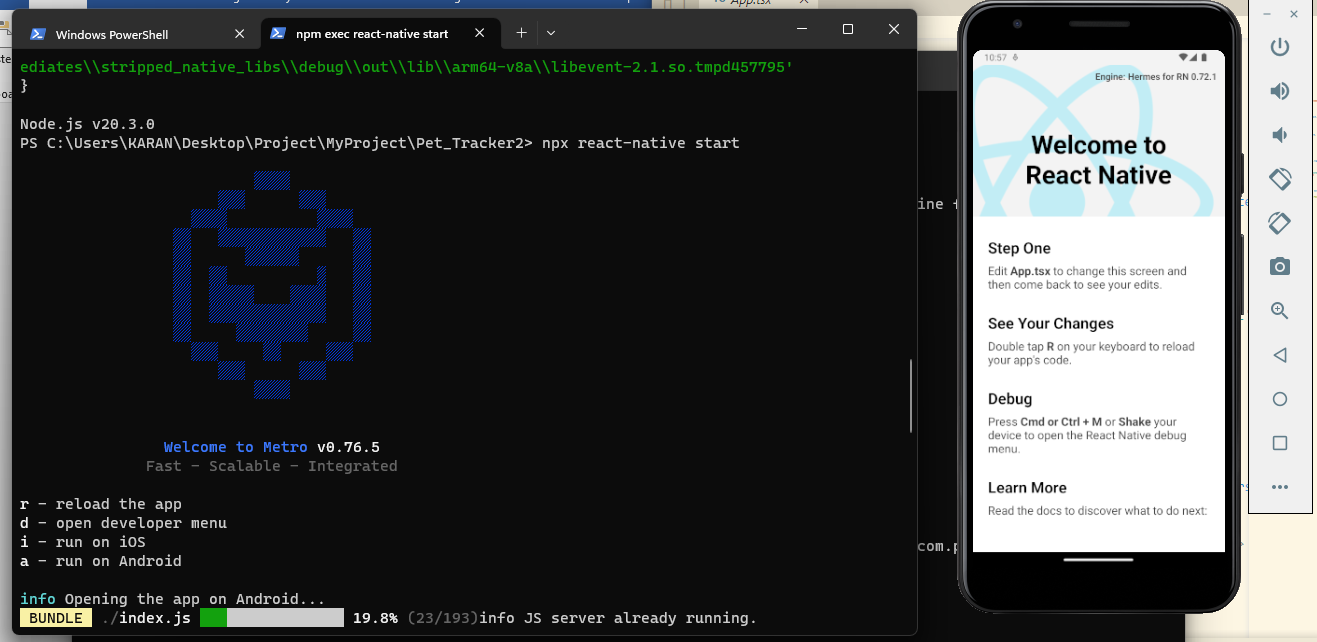 App.tsx
Windows PowerShell
npm exec react-native start
ediates\\stripped_native_libs\\debug\\out\\lib\\arm64-v8a\\libevent-2.1.so.tmpd457795'
}
Node.js v20.3.0
PS C:\Users\KARAN\Desktop\Project\MyProject\Pet_Tracker2> npx react-native start
Welcome to Metro v0.76.5
Fast - Scalable - Integrated
r - reload the app
d - open developer menu
i - run on iOS
a - run on Android
info Opening the app on Android...
BUNDLE ./index.js 19.8% (23/193)info JS server already running.
ine f
com.p
10:57
Engine: Hermes for RN 0.72.1
Welcome to
React Native
Step One
Edit App.tsx to change this screen and
then come back to see your edits.
See Your Changes
Double tap R on your keyboard to reload
your app's code.
Debug
Press Cmd or Ctrl + M or Shake your
device to open the React Native debug
menu.
Learn More
Read the docs to discover what to do next: